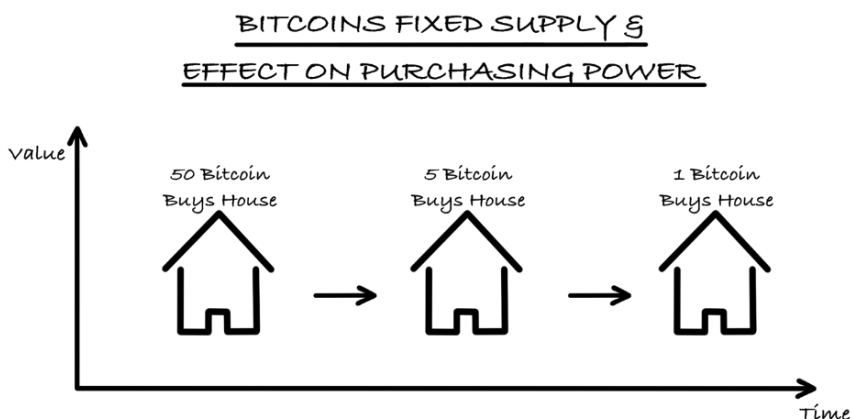 BITCOINS FIXED SUPPLY &
EFFECT ON PURCHASING POWER
Value
50 Bitcoin
Buys House
5 Bitcoin
Buys House
1 Bitcoin
Buys House
Time